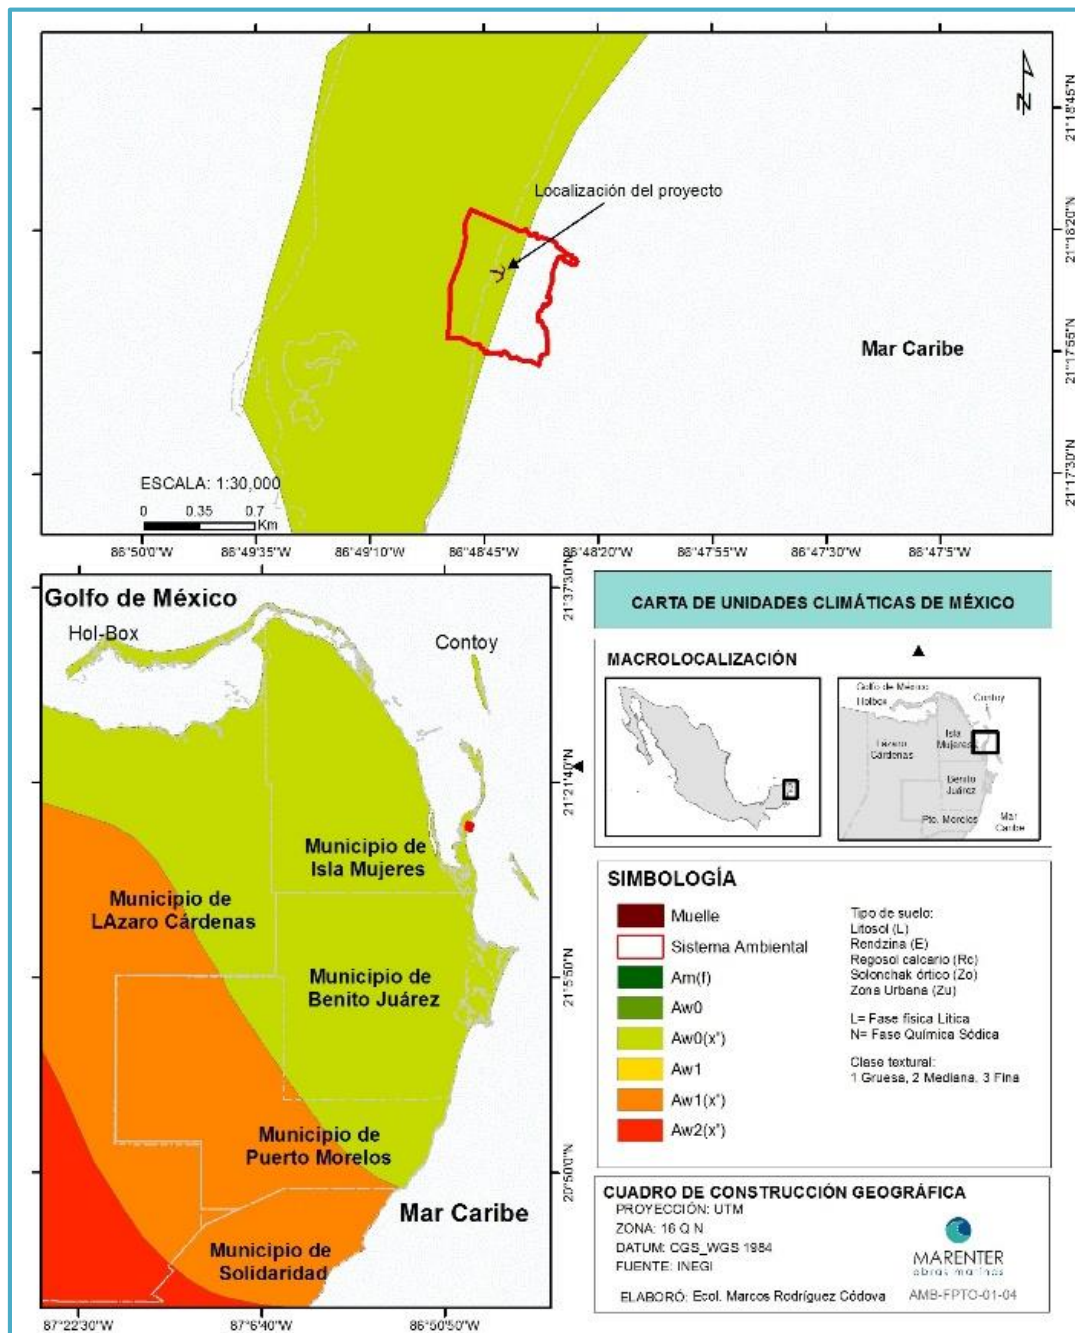 N
Localización del proyecto
Mar Caribe
ESCALA: 1:30,000
0 0.35 0.7
Km
21°18'45"N
21°18'20"N
21°17'55"N
21°17'30"N
86°50'0"W 86°49'35"W 86°49'10"W 86°48'45"W 86°48'20"W 86°47'55"W 86°47'30"W 86°47'5"W
Golfo de México
Hol-Box
Contoy
Municipio de
Isla Mujeres
Municipio de
LAzaro Cárdenas
Municipio de
Benito Juárez
Municipio de
Puerto Morelos
Mar Caribe
Municipio de
Solidaridad
21°37'30"N
21°21'40"N
21°5'50"N
20°50'0"N
87°22'30"W 87°6'40"W 86°50'50"W
CARTA DE UNIDADES CLIMÁTICAS DE MÉXICO
MACROLOCALIZACIÓN
Golfo de México
Holbox
Contoy
Isla
Mujeres
Lázaro
Cárdenas
Benito
Juárez
Pto. Morelos
Mar
Caribe
SIMBOLOGÍA
Muelle
Sistema Ambiental
Am(f)
Aw0
Aw0(x')
Aw1
Aw1(x')
Aw2(x')
Tipo de suelo:
Litosol (L)
Rendzina (E)
Regosol calcario (Rc)
Solonchak órtico (Zo)
Zona Urbana (Zu)
L= Fase física Lítica
N= Fase Química Sódica
Clase textural:
1 Gruesa, 2 Mediana, 3 Fina
CUADRO DE CONSTRUCCIÓN GEOGRÁFICA
PROYECCIÓN: UTM
ZONA: 16 Q N
DATUM: CGS_WGS 1984
FUENTE: INEGI
ELABORÓ: Ecol. Marcos Rodríguez Códova
MARENTER
obras marinas
AMB-FPTO-01-04